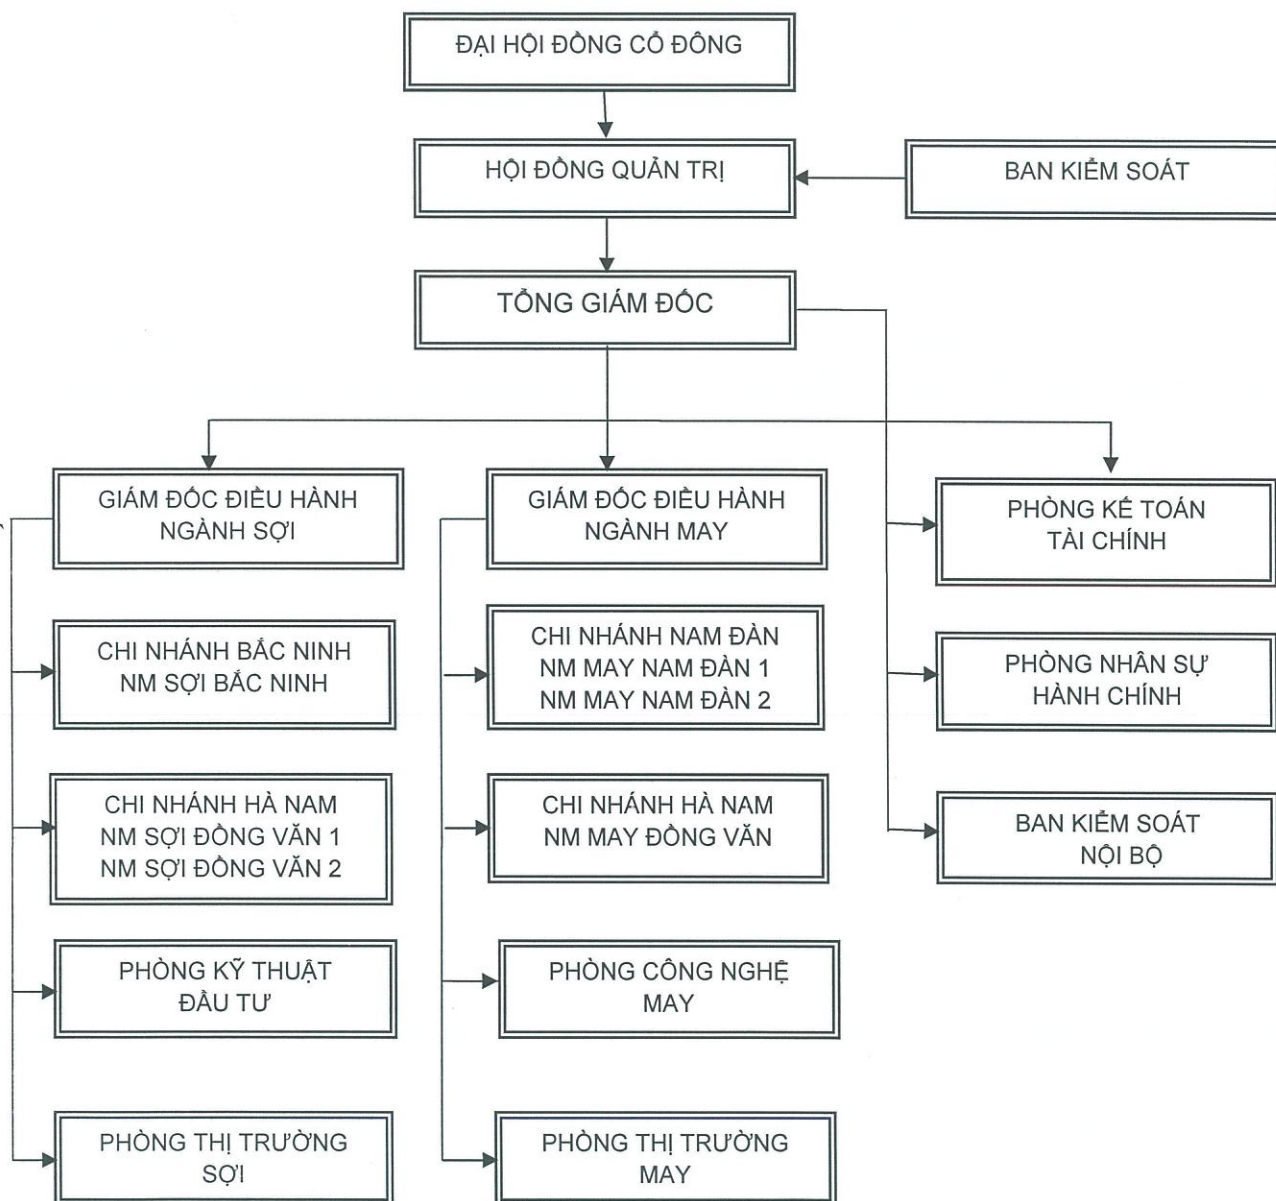 ĐẠI HỘI ĐỒNG CỔ ĐÔNG
HỘI ĐỒNG QUẢN TRỊ
BAN KIỂM SOÁT
TỔNG GIÁM ĐỐC
GIÁM ĐỐC ĐIỀU HÀNH
NGÀNH SỢI
GIÁM ĐỐC ĐIỀU HÀNH
NGÀNH MAY
PHÒNG KẾ TOÁN
TÀI CHÍNH
CHI NHÁNH BẮC NINH
NM SỢI BẮC NINH
CHI NHÁNH NAM ĐÀN
NM MAY NAM ĐÀN 1
NM MAY NAM ĐÀN 2
PHÒNG NHÂN SỰ
HÀNH CHÍNH
CHI NHÁNH HÀ NAM
NM SỢI ĐỒNG VĂN 1
NM SỢI ĐỒNG VĂN 2
CHI NHÁNH HÀ NAM
NM MAY ĐỒNG VĂN
BAN KIỂM SOÁT
NỘI BỘ
PHÒNG KỸ THUẬT
ĐẦU TƯ
PHÒNG CÔNG NGHỆ
MAY
PHÒNG THỊ TRƯỜNG
SỢI
PHÒNG THỊ TRƯỜNG
MAY